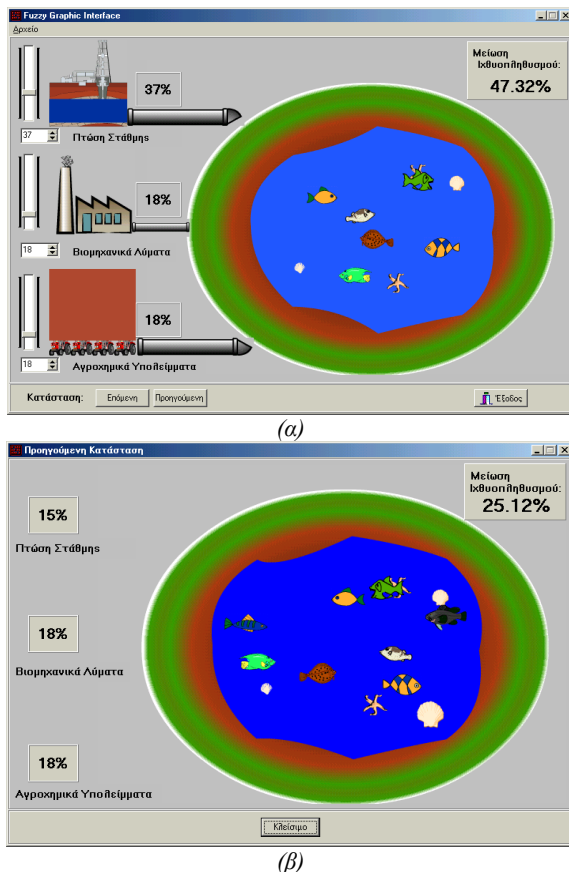 Fuzzy Graphic Interface
Αρχείο
Μείωση
Ιχθυοπληθυσμού:
47.32%
37%
37
Πτώση Στάθμης
18%
18
Βιομηχανικά Λύματα
18%
18
Αγροχημικά Υπολείμματα
Κατάσταση:
Επόμενη
Προηγούμενη
Έξοδος
(α)
Προηγούμενη Κατάσταση
Μείωση
Ιχθυοπληθυσμού:
25.12%
15%
Πτώση Στάθμης
18%
Βιομηχανικά Λύματα
18%
Αγροχημικά Υπολείμματα
Κλείσιμο
(β)